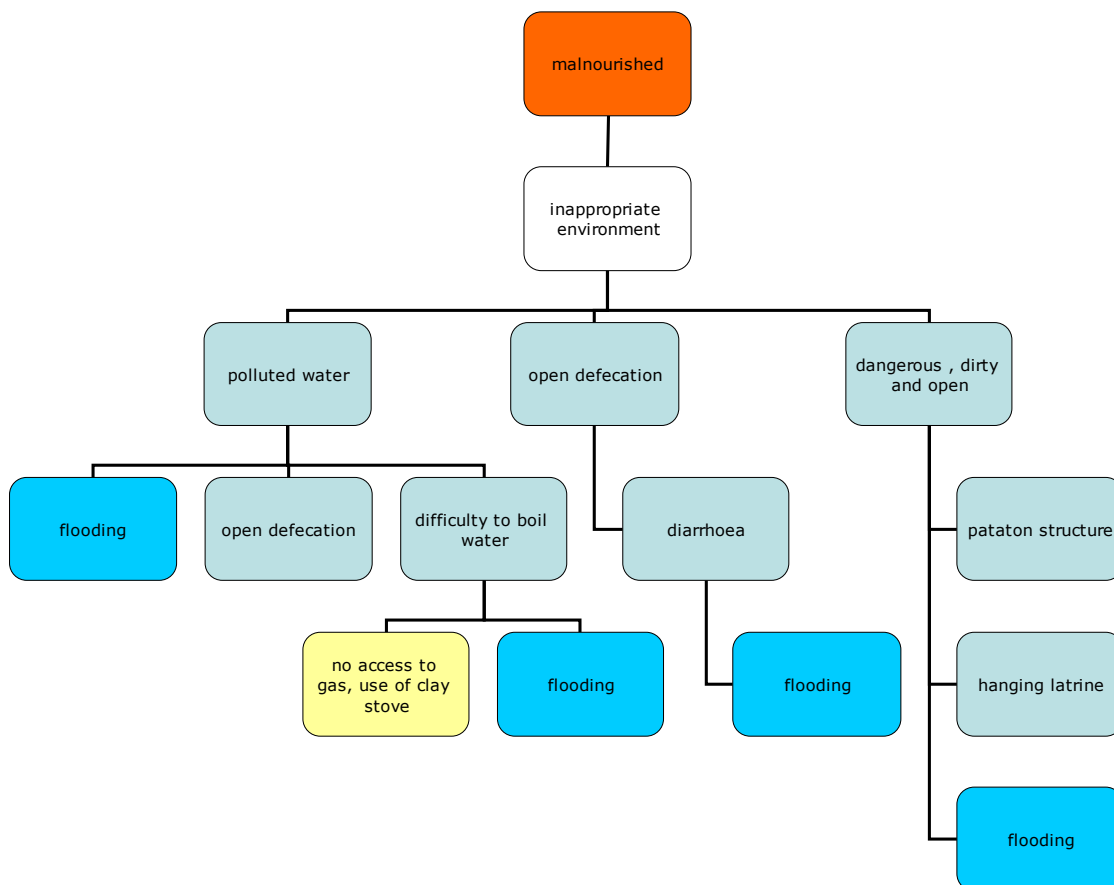 malnourished
inappropriate
environment
polluted water
open defecation
dangerous , dirty
and open
flooding
open defecation
difficulty to boil
water
diarrhoea
pataton structure
no access to
gas, use of clay
stove
flooding
flooding
hanging latrine
flooding